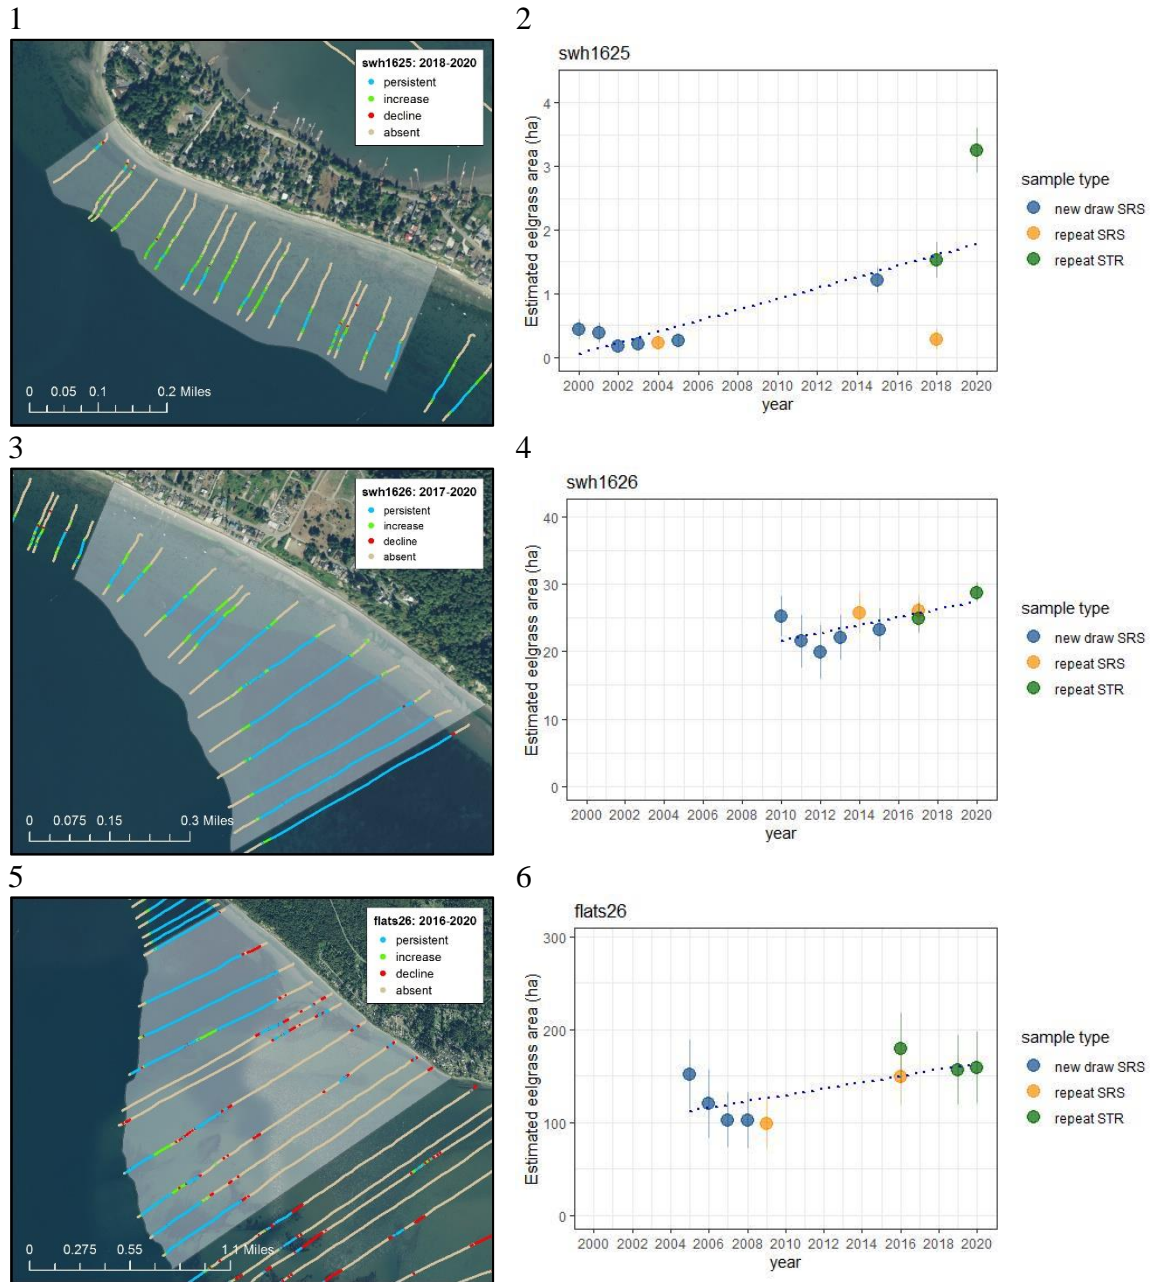 1
swh1625: 2018-2020
persistent
increase
decline
absent
0 0.05 0.1 0.2 Miles
2
swh1625
Estimated eelgrass area (ha)
4
3
2
1
0
2000 2002 2004 2006 2008 2010 2012 2014 2016 2018 2020
year
sample type
new draw SRS
repeat SRS
repeat STR
3
swh1626: 2017-2020
persistent
increase
decline
absent
0 0.075 0.15 0.3 Miles
4
swh1626
Estimated eelgrass area (ha)
40
30
20
10
0
2000 2002 2004 2006 2008 2010 2012 2014 2016 2018 2020
year
sample type
new draw SRS
repeat SRS
repeat STR
5
flats26: 2016-2020
persistent
increase
decline
absent
0 0.275 0.55 1.1 Miles
6
flats26
Estimated eelgrass area (ha)
300
200
100
0
2000 2002 2004 2006 2008 2010 2012 2014 2016 2018 2020
year
sample type
new draw SRS
repeat SRS
repeat STR